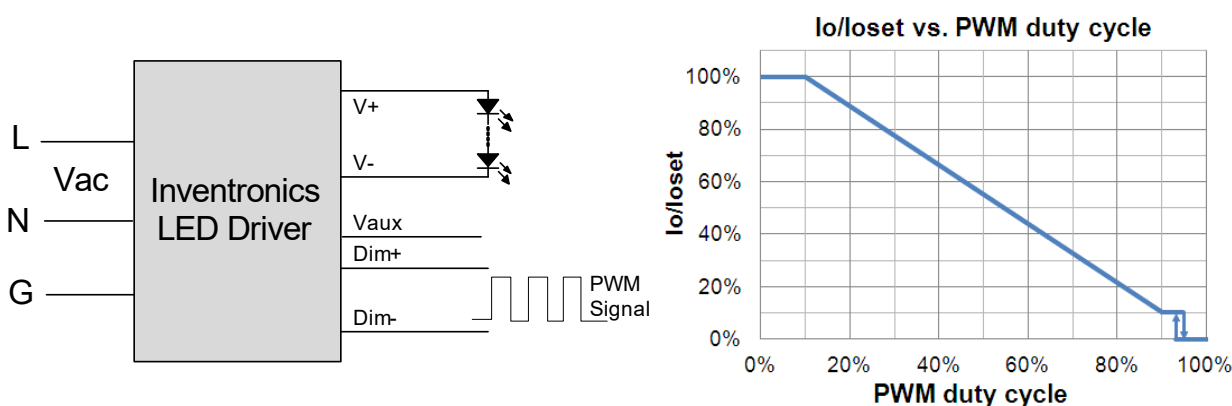 L
Vac
N
G
Inventronics
LED Driver
V+
V-
Vaux
Dim+
Dim-
PWM
Signal
Io/Ioset vs. PWM duty cycle
Io/Ioset
100%
80%
60%
40%
20%
0%
0% 20% 40% 60% 80% 100%
PWM duty cycle